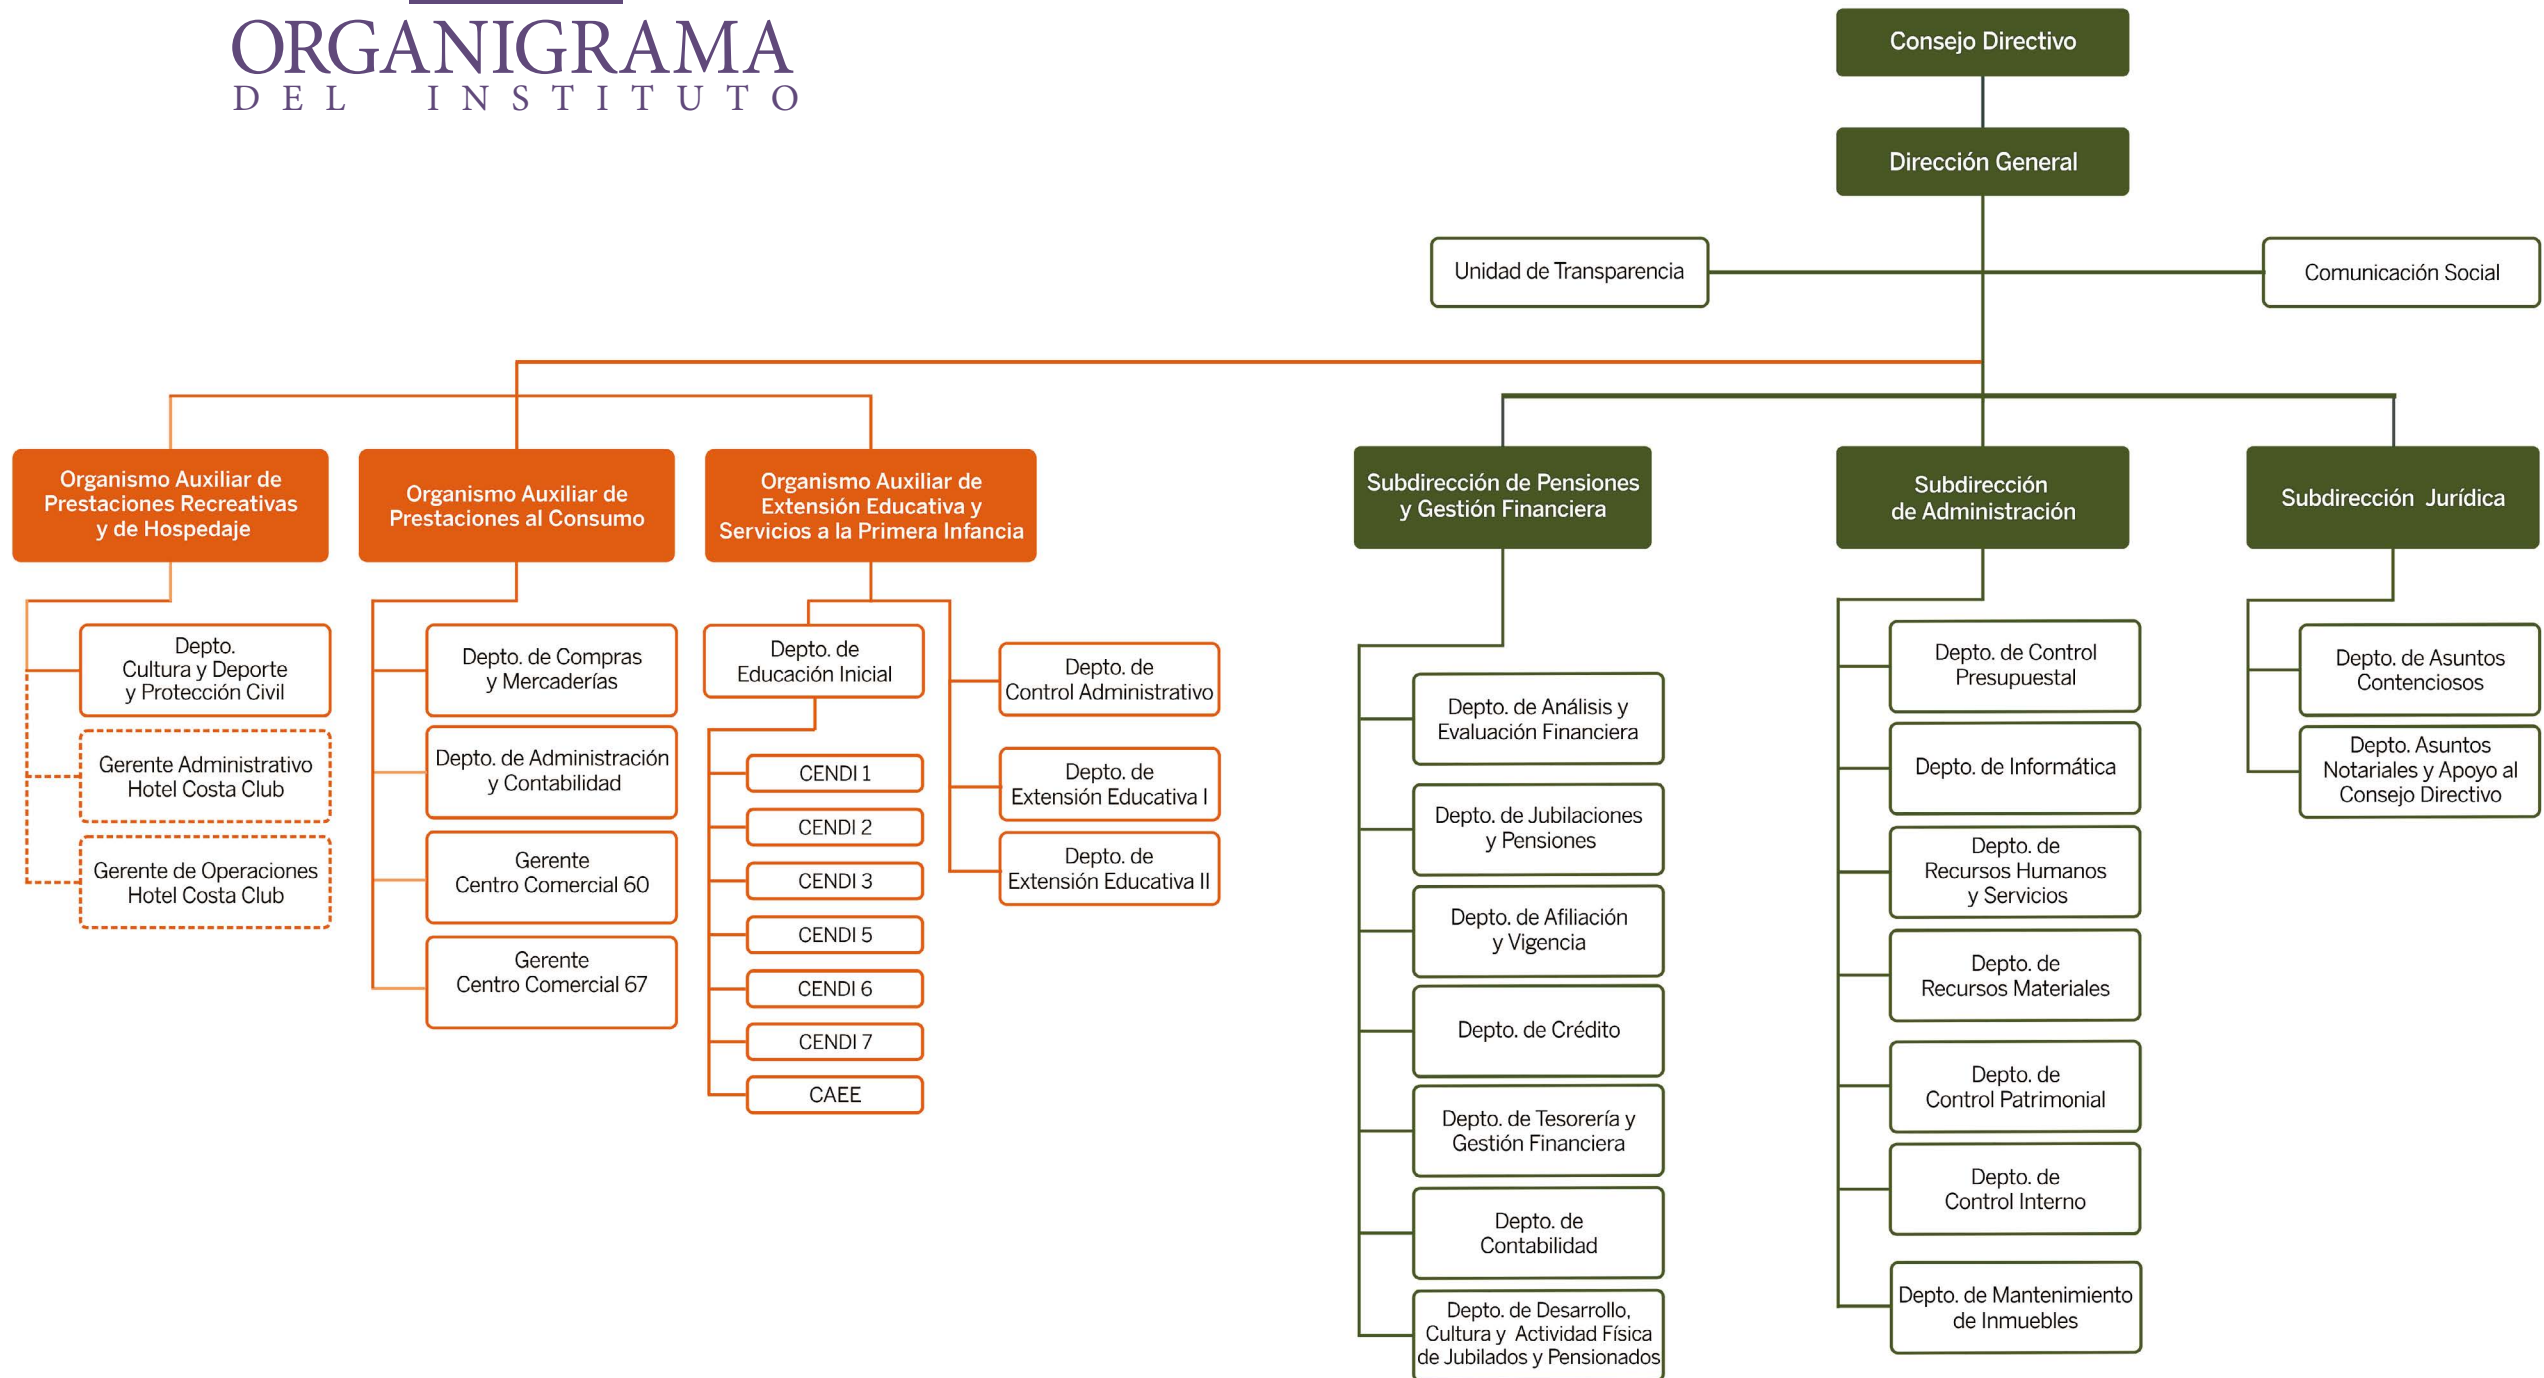 ORGANIGRAMA
DEL INSTITUTO
Consejo Directivo
Dirección General
Unidad de Transparencia
Comunicación Social
Organismo Auxiliar de
Prestaciones Recreativas
y de Hospedaje
Depto.
Cultura y Deporte
y Protección Civil
Gerente Administrativo
Hotel Costa Club
Gerente de Operaciones
Hotel Costa Club
Organismo Auxiliar de
Prestaciones al Consumo
Depto. de Compras
y Mercaderías
Depto. de Administración
y Contabilidad
Gerente
Centro Comercial 60
Gerente
Centro Comercial 67
Organismo Auxiliar de
Extensión Educativa y
Servicios a la Primera Infancia
Depto. de
Educación Inicial
CENDI 1
CENDI 2
CENDI 3
CENDI 5
CENDI 6
CENDI 7
CAEE
Depto. de
Control Administrativo
Depto. de
Extensión Educativa I
Depto. de
Extensión Educativa II
Subdirección de Pensiones
y Gestión Financiera
Depto. de Análisis y
Evaluación Financiera
Depto. de Jubilaciones
y Pensiones
Depto. de Afiliación
y Vigencia
Depto. de Crédito
Depto. de Tesorería y
Gestión Financiera
Depto. de
Contabilidad
Depto. de Desarrollo,
Cultura y Actividad Física
de Jubilados y Pensionados
Subdirección
de Administración
Depto. de Control
Presupuestal
Depto. de Informática
Depto. de
Recursos Humanos
y Servicios
Depto. de
Recursos Materiales
Depto. de
Control Patrimonial
Depto. de
Control Interno
Depto. de Mantenimiento
de Inmuebles
Subdirección Jurídica
Depto. de Asuntos
Contenciosos
Depto. Asuntos
Notariales y Apoyo al
Consejo Directivo